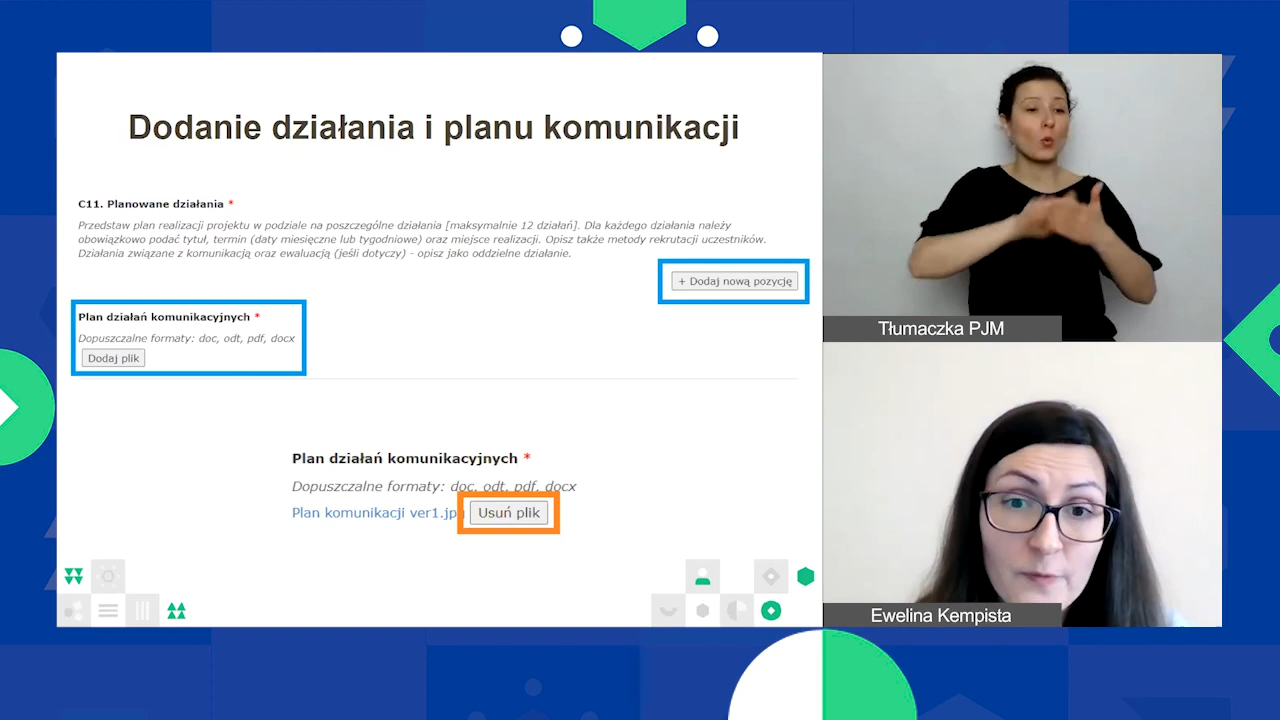 Dodanie działania i planu komunikacji
C11. Planowane działania *
Przedstaw plan realizacji projektu w podziale na poszczególne działania [maksymalnie 12 działań]. Dla każdego działania należy
obowiązkowo podać tytuł, termin (daty miesięczne lub tygodniowe) oraz miejsce realizacji. Opisz także metody rekrutacji uczestników.
Działania związane z komunikacją oraz ewaluacją (jeśli dotyczy) - opisz jako oddzielne działanie.
+ Dodaj nową pozycję
Plan działań komunikacyjnych *
Dopuszczalne formaty: doc, odt, pdf, docx
Dodaj plik
Plan działań komunikacyjnych *
Dopuszczalne formaty: doc, odt, pdf, docx
Plan komunikacji ver1.jp
Usuń plik
Tłumaczka PJM
Ewelina Kempista